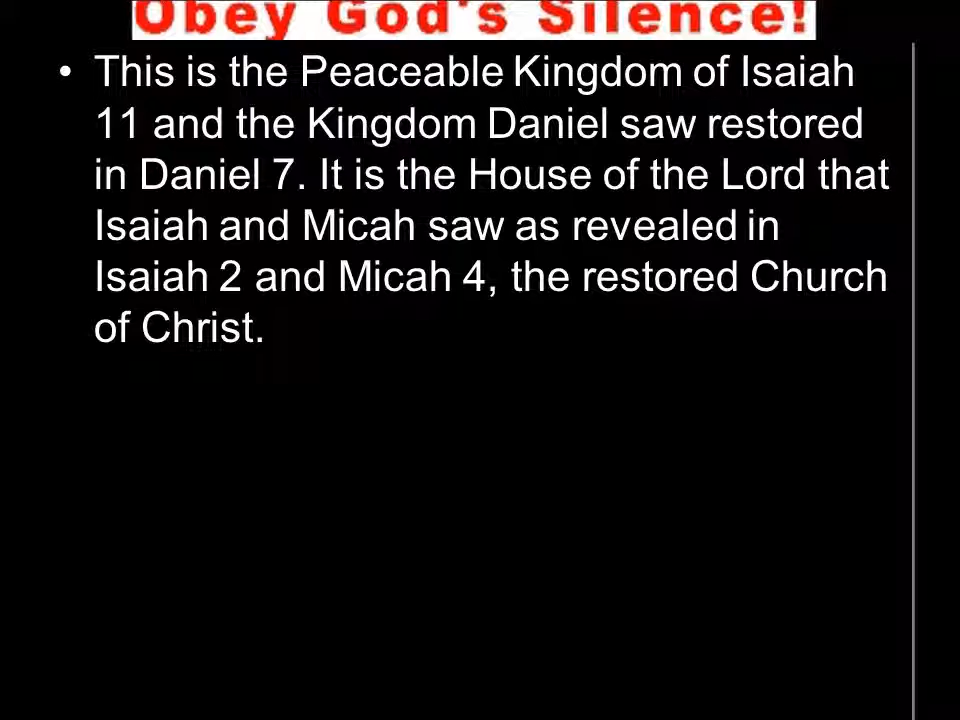 Obey God's Silence!
• This is the Peaceable Kingdom of Isaiah
11 and the Kingdom Daniel saw restored
in Daniel 7. It is the House of the Lord that
Isaiah and Micah saw as revealed in
Isaiah 2 and Micah 4, the restored Church
of Christ.